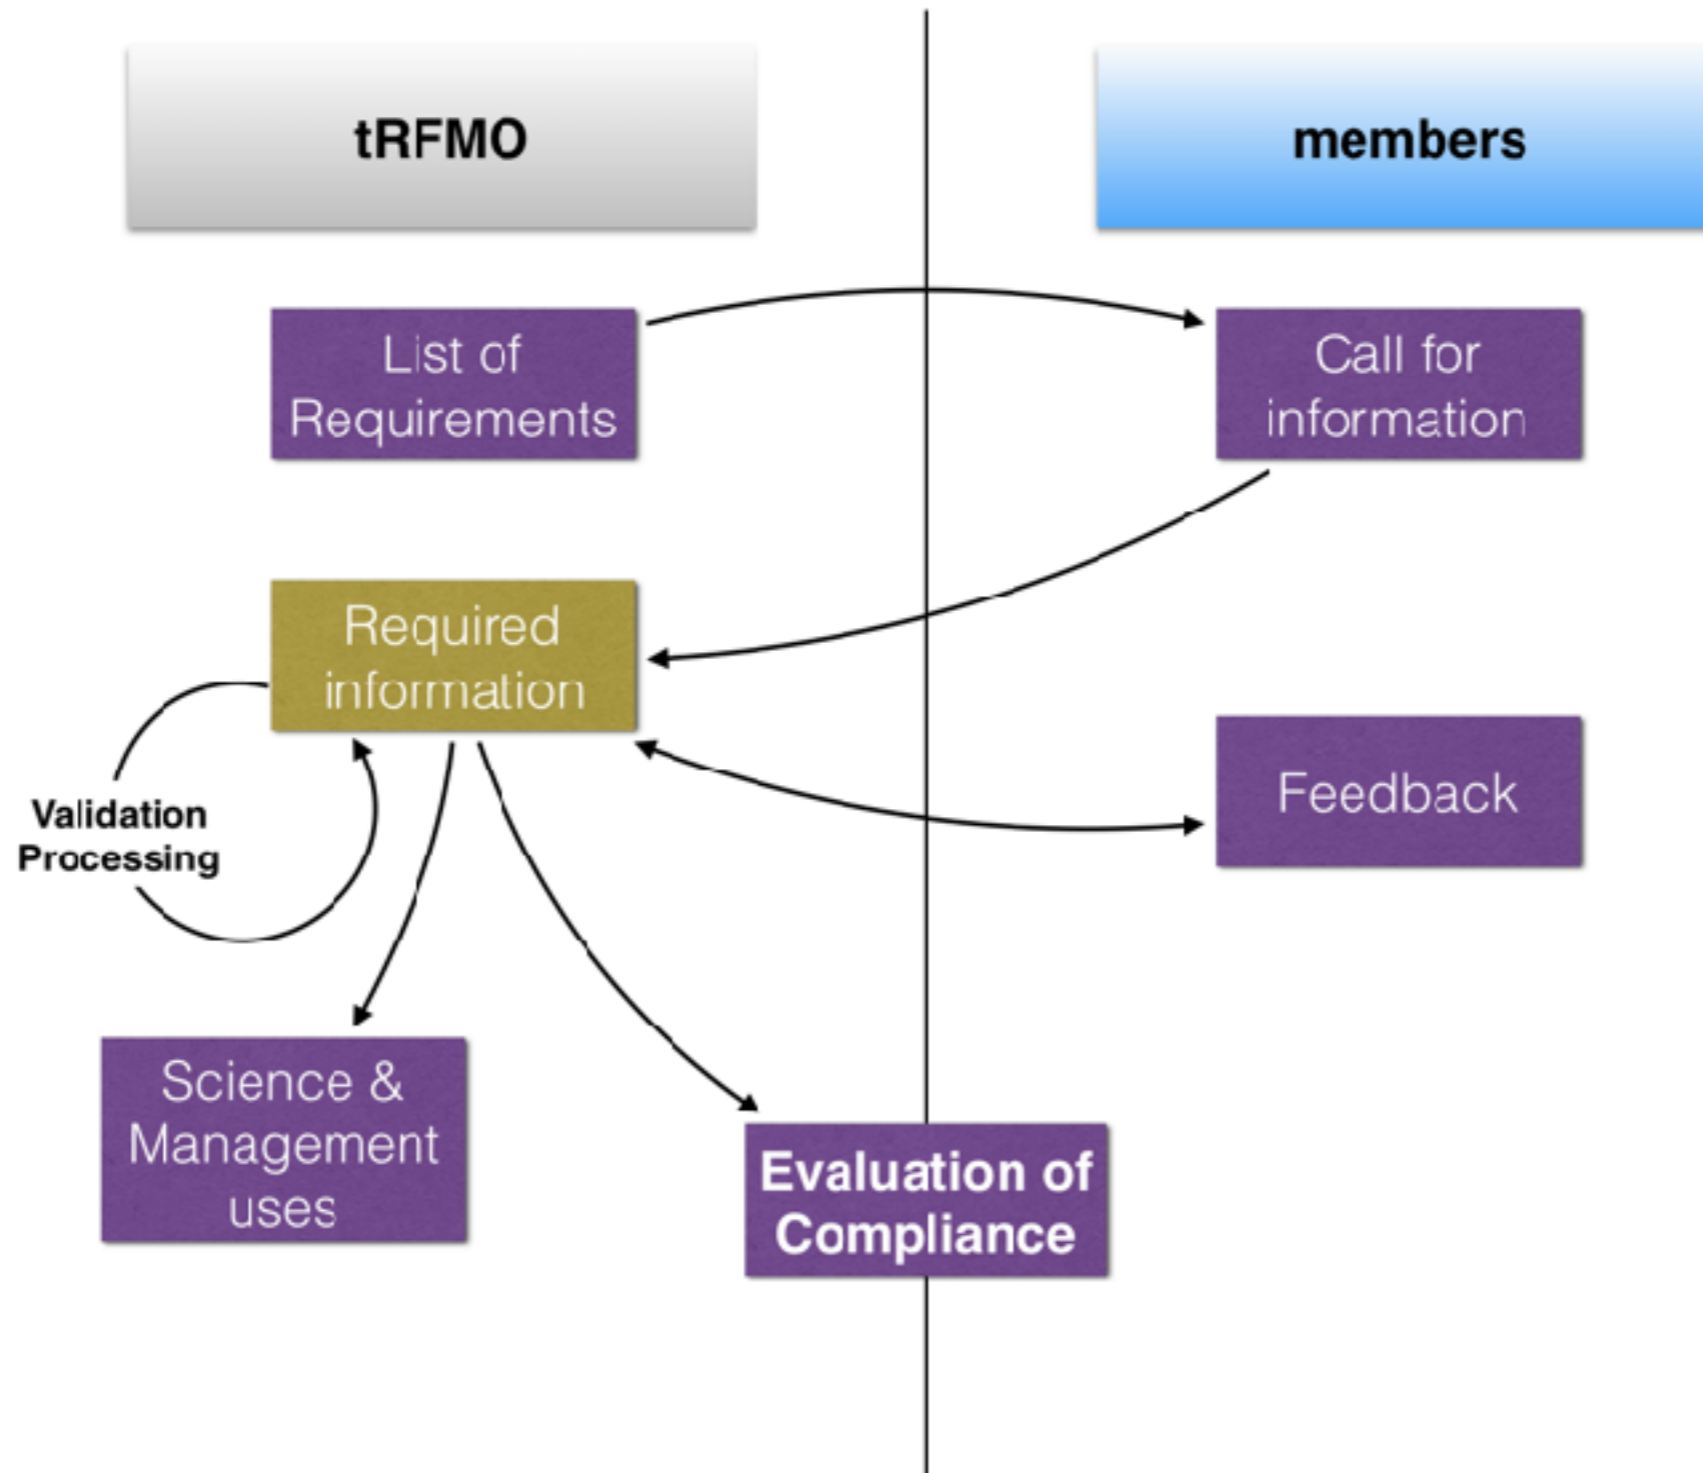 tRFMO
members
List of
Requirements
Call for
information
Required
information
Feedback
Validation
Processing
Science &
Management
uses
Evaluation of
Compliance